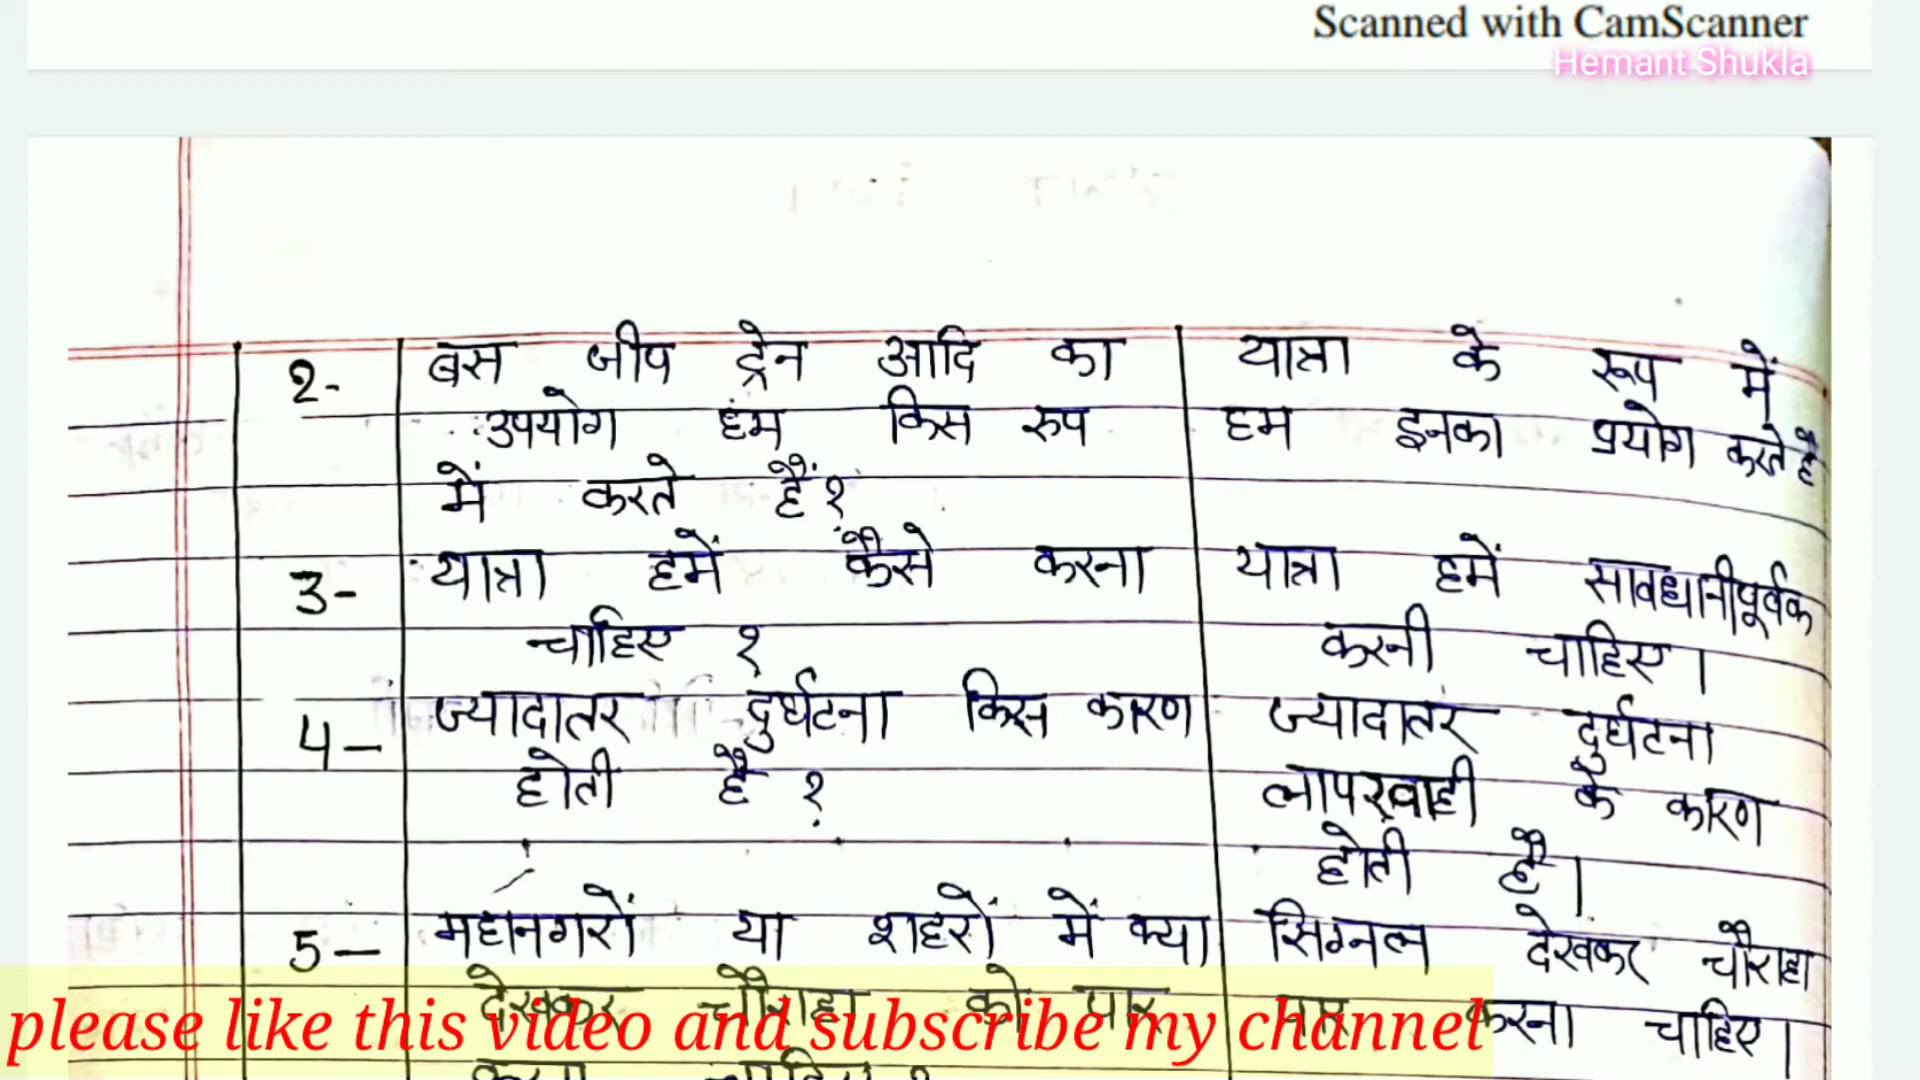 Scanned with CamScanner
Hemant Shukla
2- बस जीप ट्रेन आदि का यात्रा के रूप में
उपयोग हम किस रुप हम इनका प्रयोग करते है
में करते हैं?
3- यात्रा हमें कैसे करना यात्रा हमें सावधानीपूर्वक
चाहिए ? करनी चाहिए।
4- ज्यादातर दुर्घटना किस कारण ज्यादातर दुर्घटना
होती है ? लापरवाही के कारण
होती है।
5- महानगरों या शहरों में क्या सिग्नल देखकर चौराहा
देखकर चौराहा को पार पार करना चाहिए।
please like this video and subscribe my channel
करना चाहिए ?